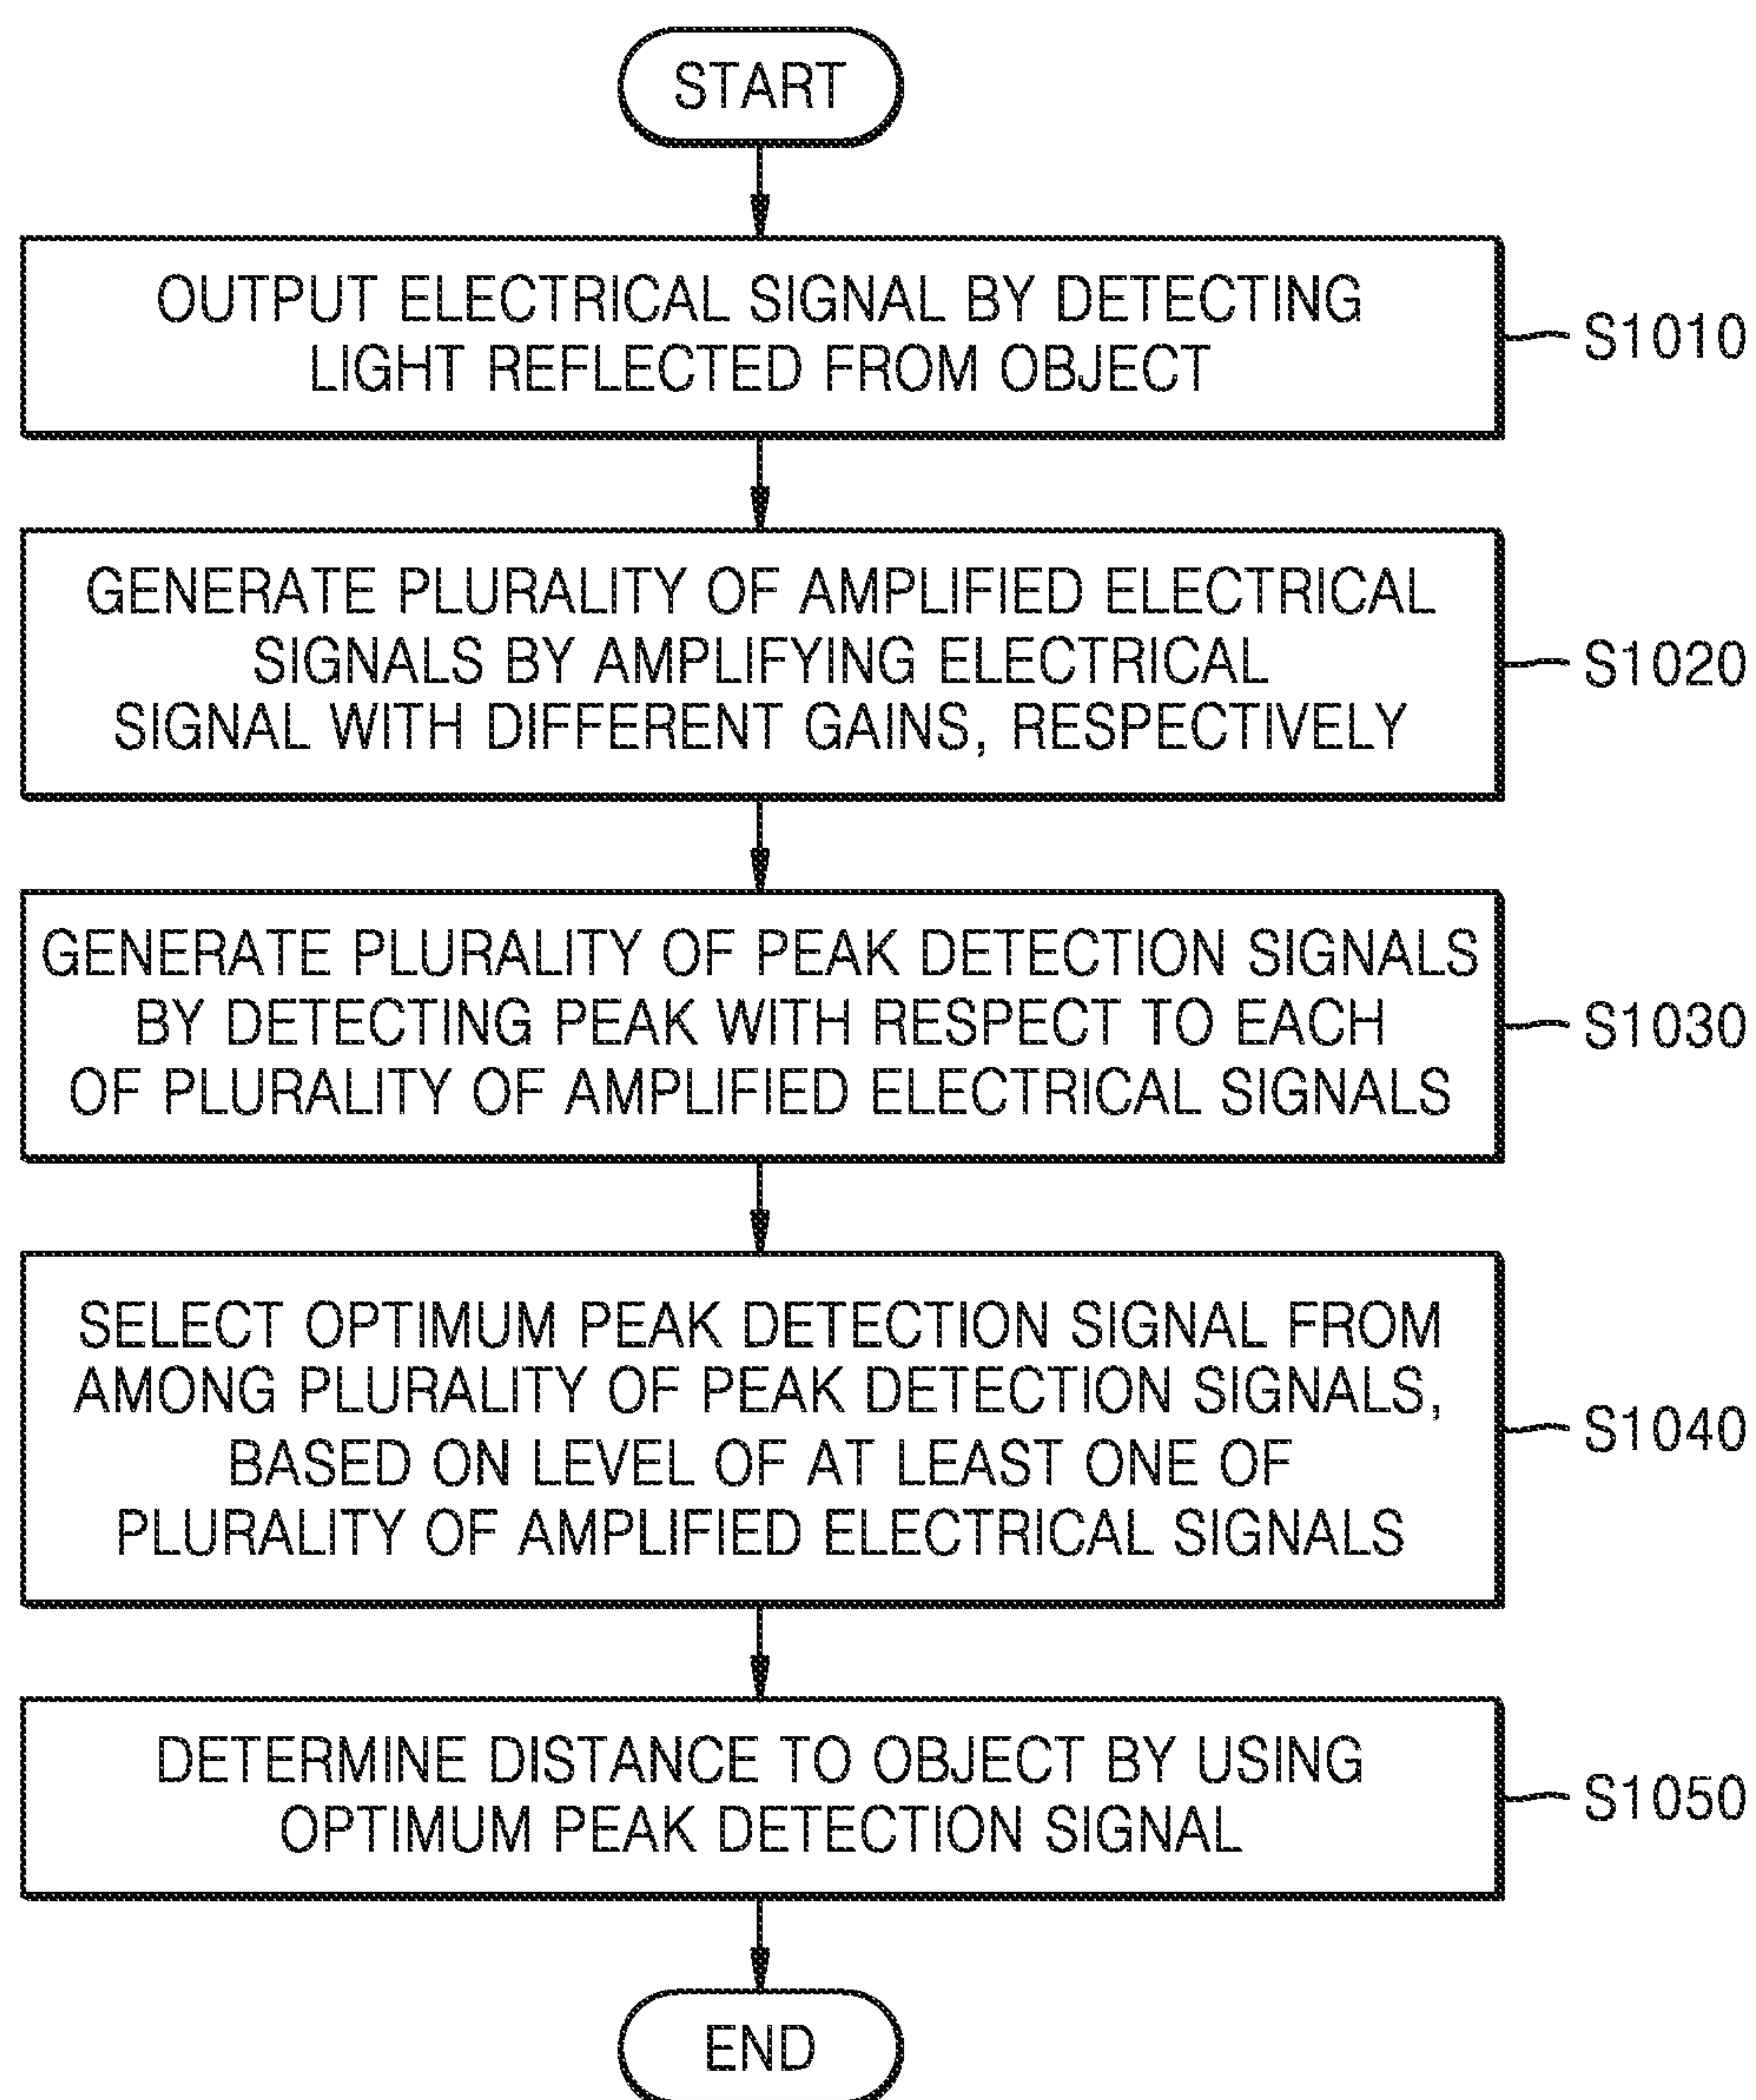 START
OUTPUT ELECTRICAL SIGNAL BY DETECTING
LIGHT REFLECTED FROM OBJECT
S1010
GENERATE PLURALITY OF AMPLIFIED ELECTRICAL
SIGNALS BY AMPLIFYING ELECTRICAL
SIGNAL WITH DIFFERENT GAINS, RESPECTIVELY
S1020
GENERATE PLURALITY OF PEAK DETECTION SIGNALS
BY DETECTING PEAK WITH RESPECT TO EACH
OF PLURALITY OF AMPLIFIED ELECTRICAL SIGNALS
S1030
SELECT OPTIMUM PEAK DETECTION SIGNAL FROM
AMONG PLURALITY OF PEAK DETECTION SIGNALS,
BASED ON LEVEL OF AT LEAST ONE OF
PLURALITY OF AMPLIFIED ELECTRICAL SIGNALS
S1040
DETERMINE DISTANCE TO OBJECT BY USING
OPTIMUM PEAK DETECTION SIGNAL
S1050
END